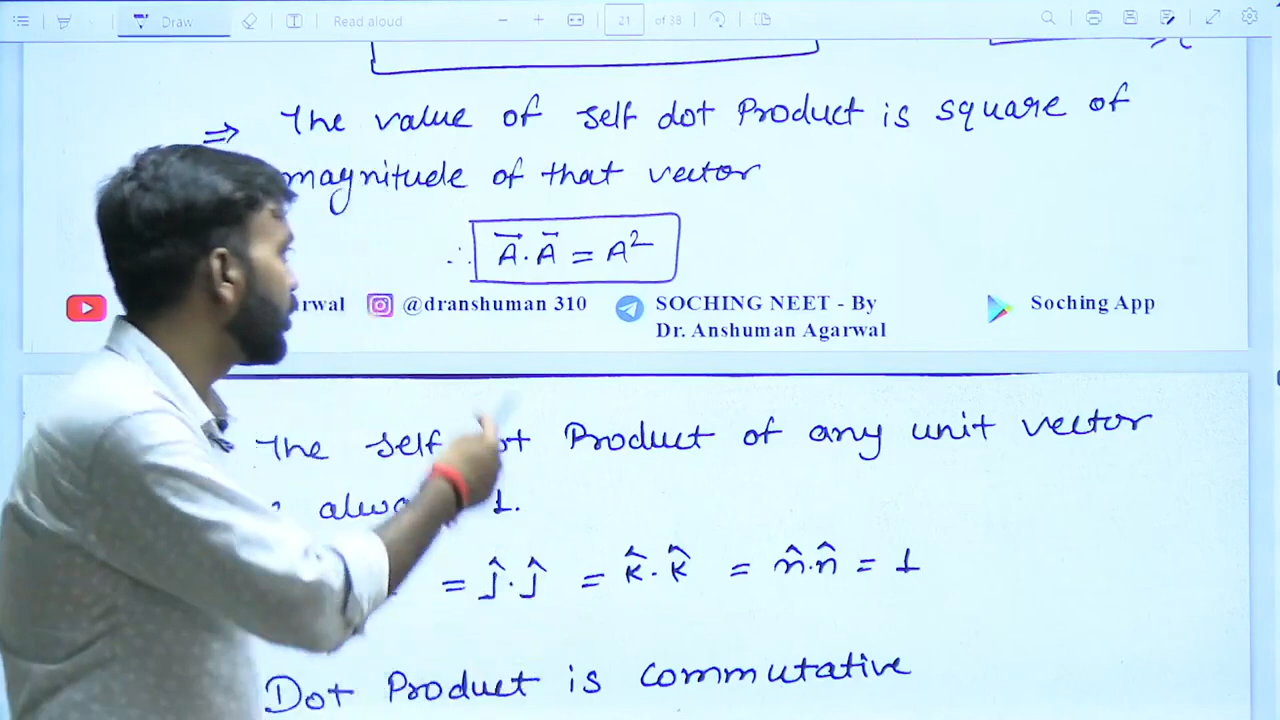 Draw
Read aloud
21 of 38
⇒ The value of self dot Product is square of
magnitude of that vector
∴ A⃗·A⃗ = A²
rwal @dranshuman 310 SOCHING NEET - By Soching App
Dr. Anshuman Agarwal
The self Product of any unit vector
1.
= ĵ·ĵ = k̂·k̂ = n̂·n̂ = 1
Dot Product is commutative